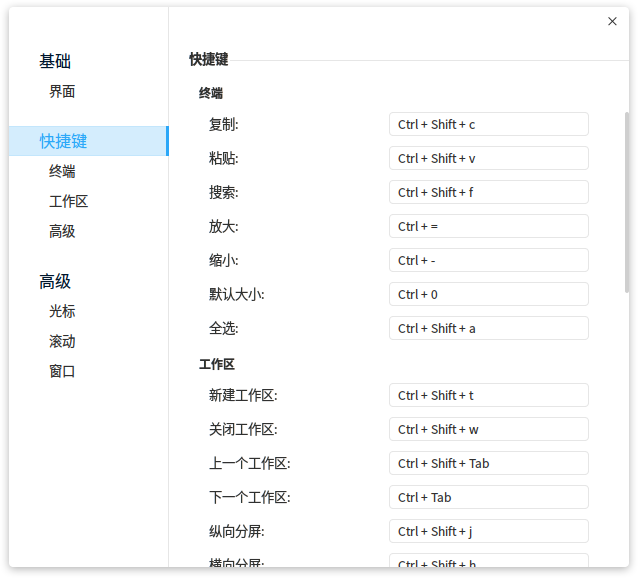 基础
界面
快捷键
终端
工作区
高级
高级
光标
滚动
窗口
快捷键
终端
复制: Ctrl + Shift + c
粘贴: Ctrl + Shift + v
搜索: Ctrl + Shift + f
放大: Ctrl + =
缩小: Ctrl + -
默认大小: Ctrl + 0
全选: Ctrl + Shift + a
工作区
新建工作区: Ctrl + Shift + t
关闭工作区: Ctrl + Shift + w
上一个工作区: Ctrl + Shift + Tab
下一个工作区: Ctrl + Tab
纵向分屏: Ctrl + Shift + j
横向分屏: Ctrl + Shift + h